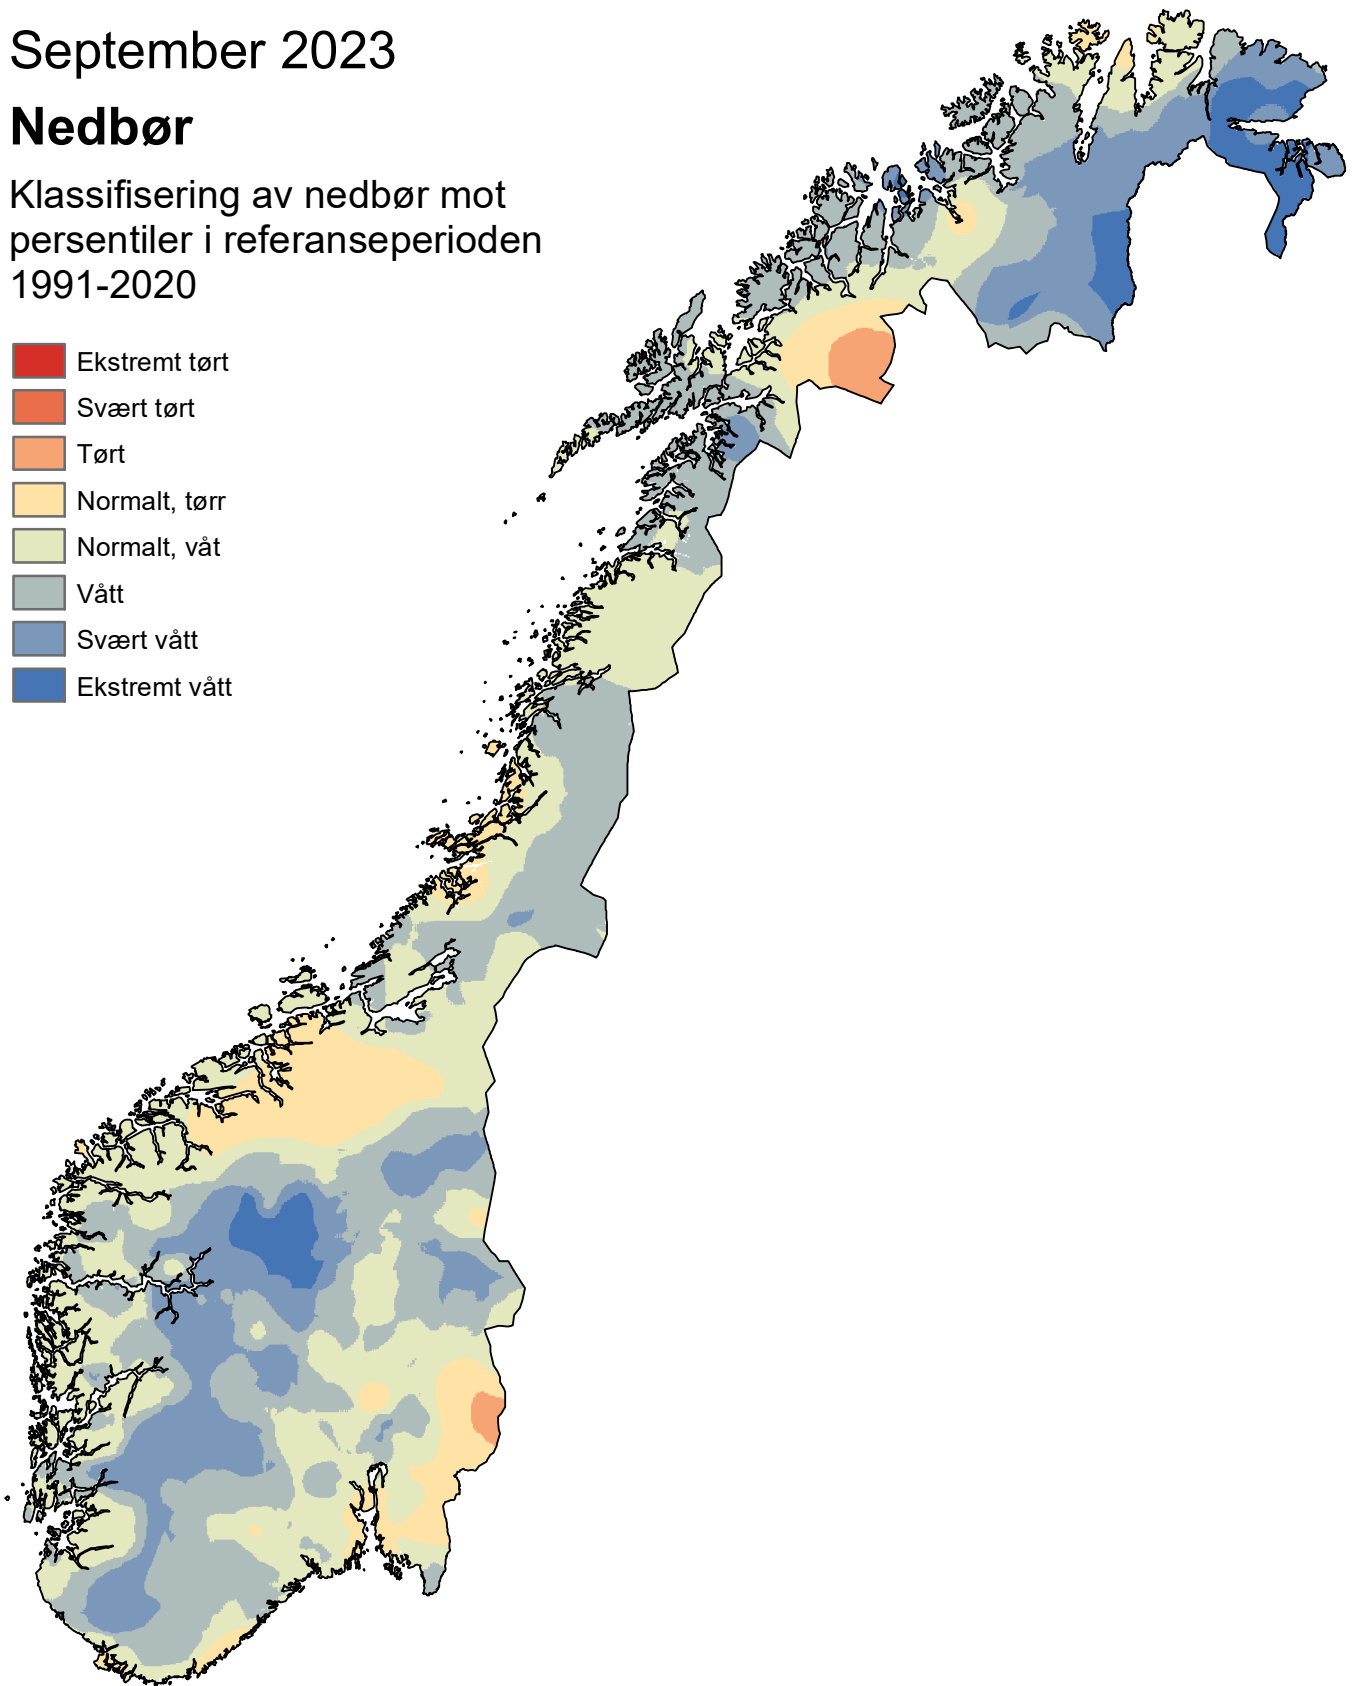 September 2023
Nedbør
Klassifisering av nedbør mot
persentiler i referanseperioden
1991-2020
Ekstremt tørt
Svært tørt
Tørt
Normalt, tørr
Normalt, våt
Vått
Svært vått
Ekstremt vått